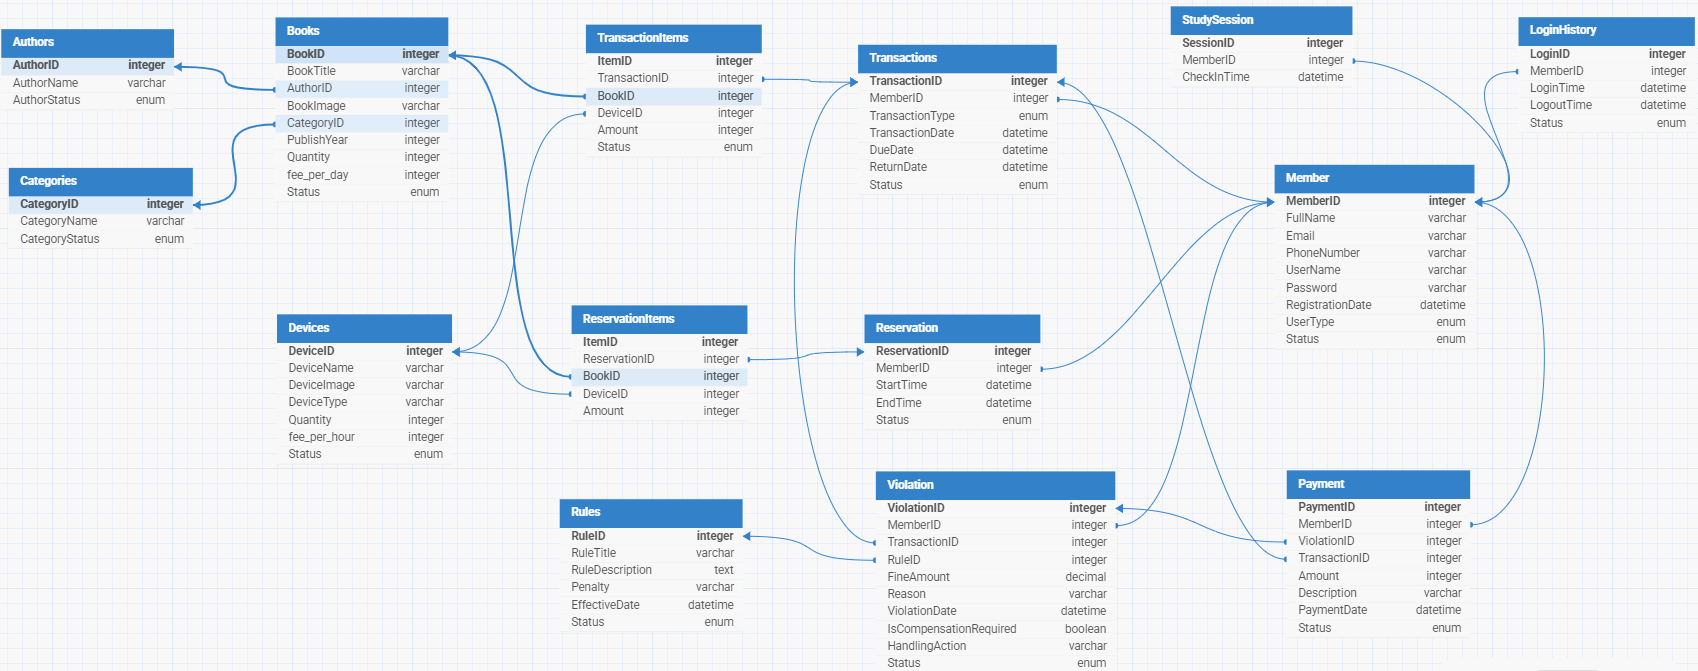 Authors
AuthorID integer
AuthorName varchar
AuthorStatus enum
Categories
CategoryID integer
CategoryName varchar
CategoryStatus enum
Books
BookID integer
BookTitle varchar
AuthorID integer
BookImage varchar
CategoryID integer
PublishYear integer
Quantity integer
fee_per_day integer
Status enum
Devices
DeviceID integer
DeviceName varchar
DeviceImage varchar
DeviceType varchar
Quantity integer
fee_per_hour integer
Status enum
TransactionItems
ItemID integer
TransactionID integer
BookID integer
DeviceID integer
Amount integer
Status enum
ReservationItems
ItemID integer
ReservationID integer
BookID integer
DeviceID integer
Amount integer
Rules
RuleID integer
RuleTitle varchar
RuleDescription text
Penalty varchar
EffectiveDate datetime
Status enum
Transactions
TransactionID integer
MemberID integer
TransactionType enum
TransactionDate datetime
DueDate datetime
ReturnDate datetime
Status enum
Reservation
ReservationID integer
MemberID integer
StartTime datetime
EndTime datetime
Status enum
Violation
ViolationID integer
MemberID integer
TransactionID integer
RuleID integer
FineAmount decimal
Reason varchar
ViolationDate datetime
IsCompensationRequired boolean
HandlingAction varchar
Status enum
StudySession
SessionID integer
MemberID integer
CheckInTime datetime
Member
MemberID integer
FullName varchar
Email varchar
PhoneNumber varchar
UserName varchar
Password varchar
RegistrationDate datetime
UserType enum
Status enum
Payment
PaymentID integer
MemberID integer
ViolationID integer
TransactionID integer
Amount integer
Description varchar
PaymentDate datetime
Status enum
LoginHistory
LoginID integer
MemberID integer
LoginTime datetime
LogoutTime datetime
Status enum